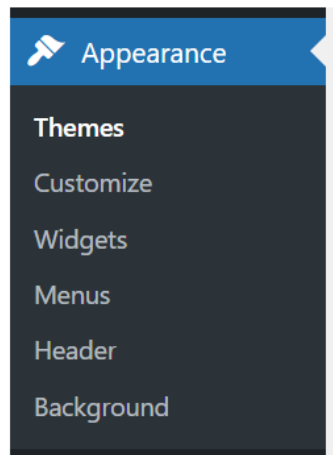 Appearance
Themes
Customize
Widgets
Menus
Header
Background